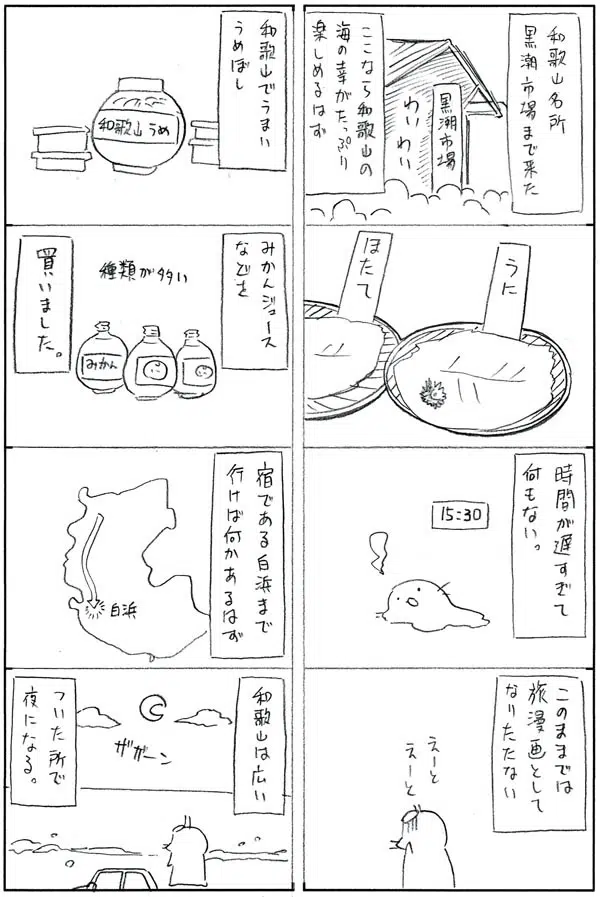 和歌山名所
黒潮市場まで来た
黒潮市場
わいわい
ここなら和歌山の
海の幸がたっぷり
楽しめるはず
うに
ほたて
時間が遅すぎて
何もない。
15:30
このままでは
旅漫画として
なりたたない
えーと
えーと
和歌山でうまい
うめぼし
和歌山うめ
みかんジュース
などを
種類が多い
みかん
買いました。
宿である白浜まで
行けば何かあるはず
白浜
和歌山は広い
ザザーン
ついた所で
夜になる。